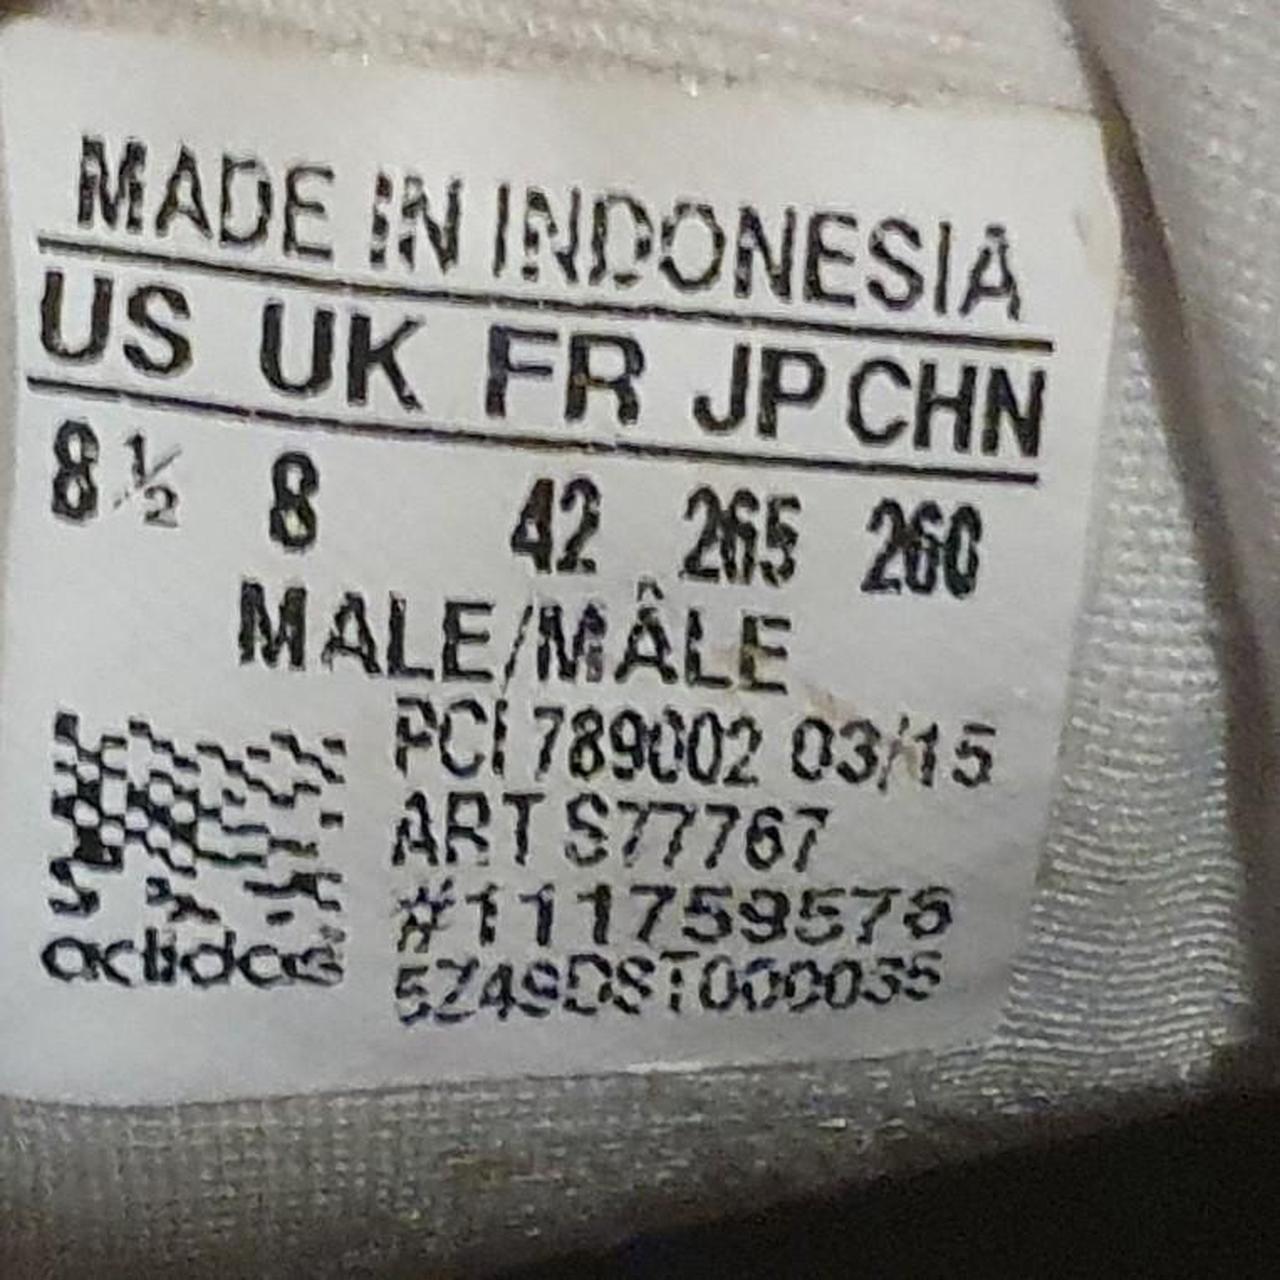 MADE IN INDONESIA
US UK FR JP CHN
8½ 8 42 265 260
MALE/MÂLE
PCI 789002 03/15
ART S77767
#111759576
5Z49DST000035
adidas